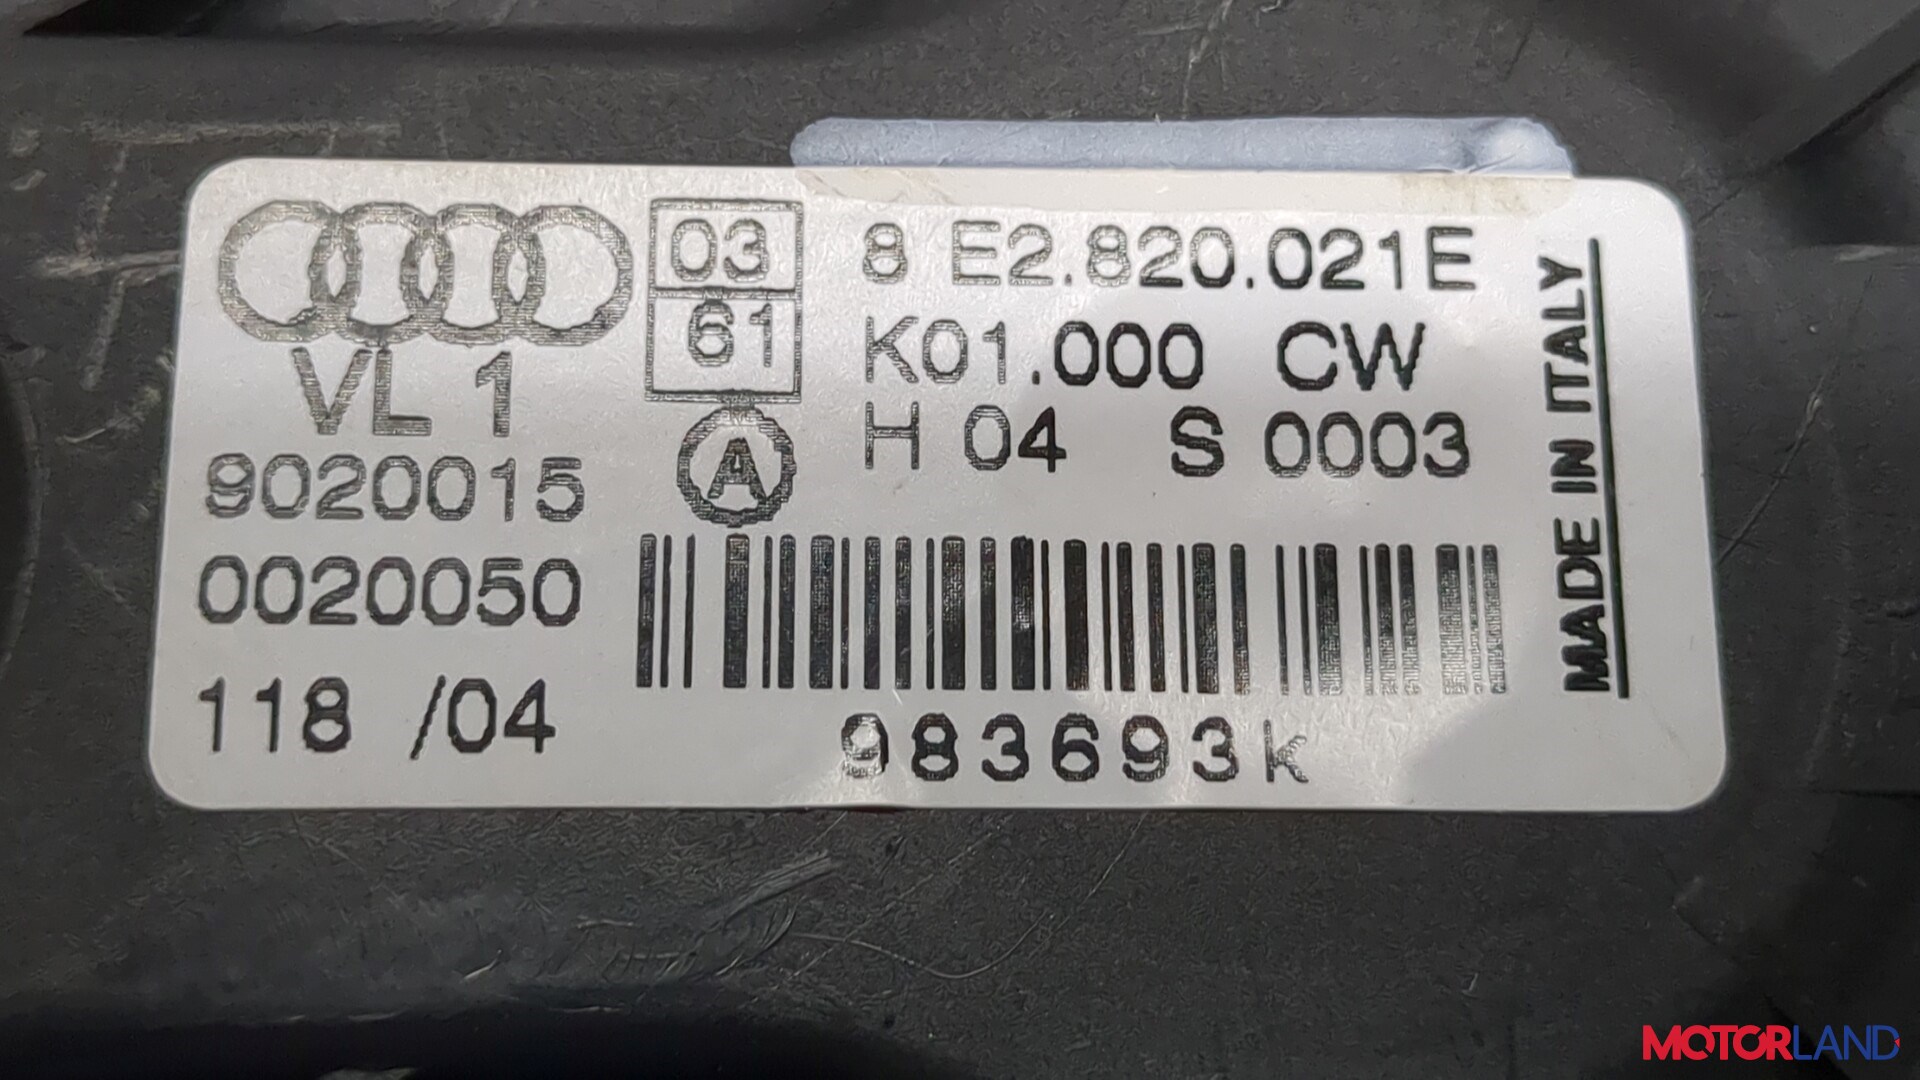 VL 1
9020015
0020050
118 /04
03
61
A
8 E2.820.021E
K01.000 CW
H 04 S 0003
983693k
MADE IN ITALY
MOTORLAND